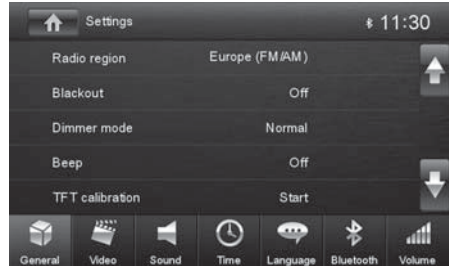 Settings 11:30
Radio region Europe (FM/AM)
Blackout Off
Dimmer mode Normal
Beep Off
TFT calibration Start
General Video Sound Time Language Bluetooth Volume